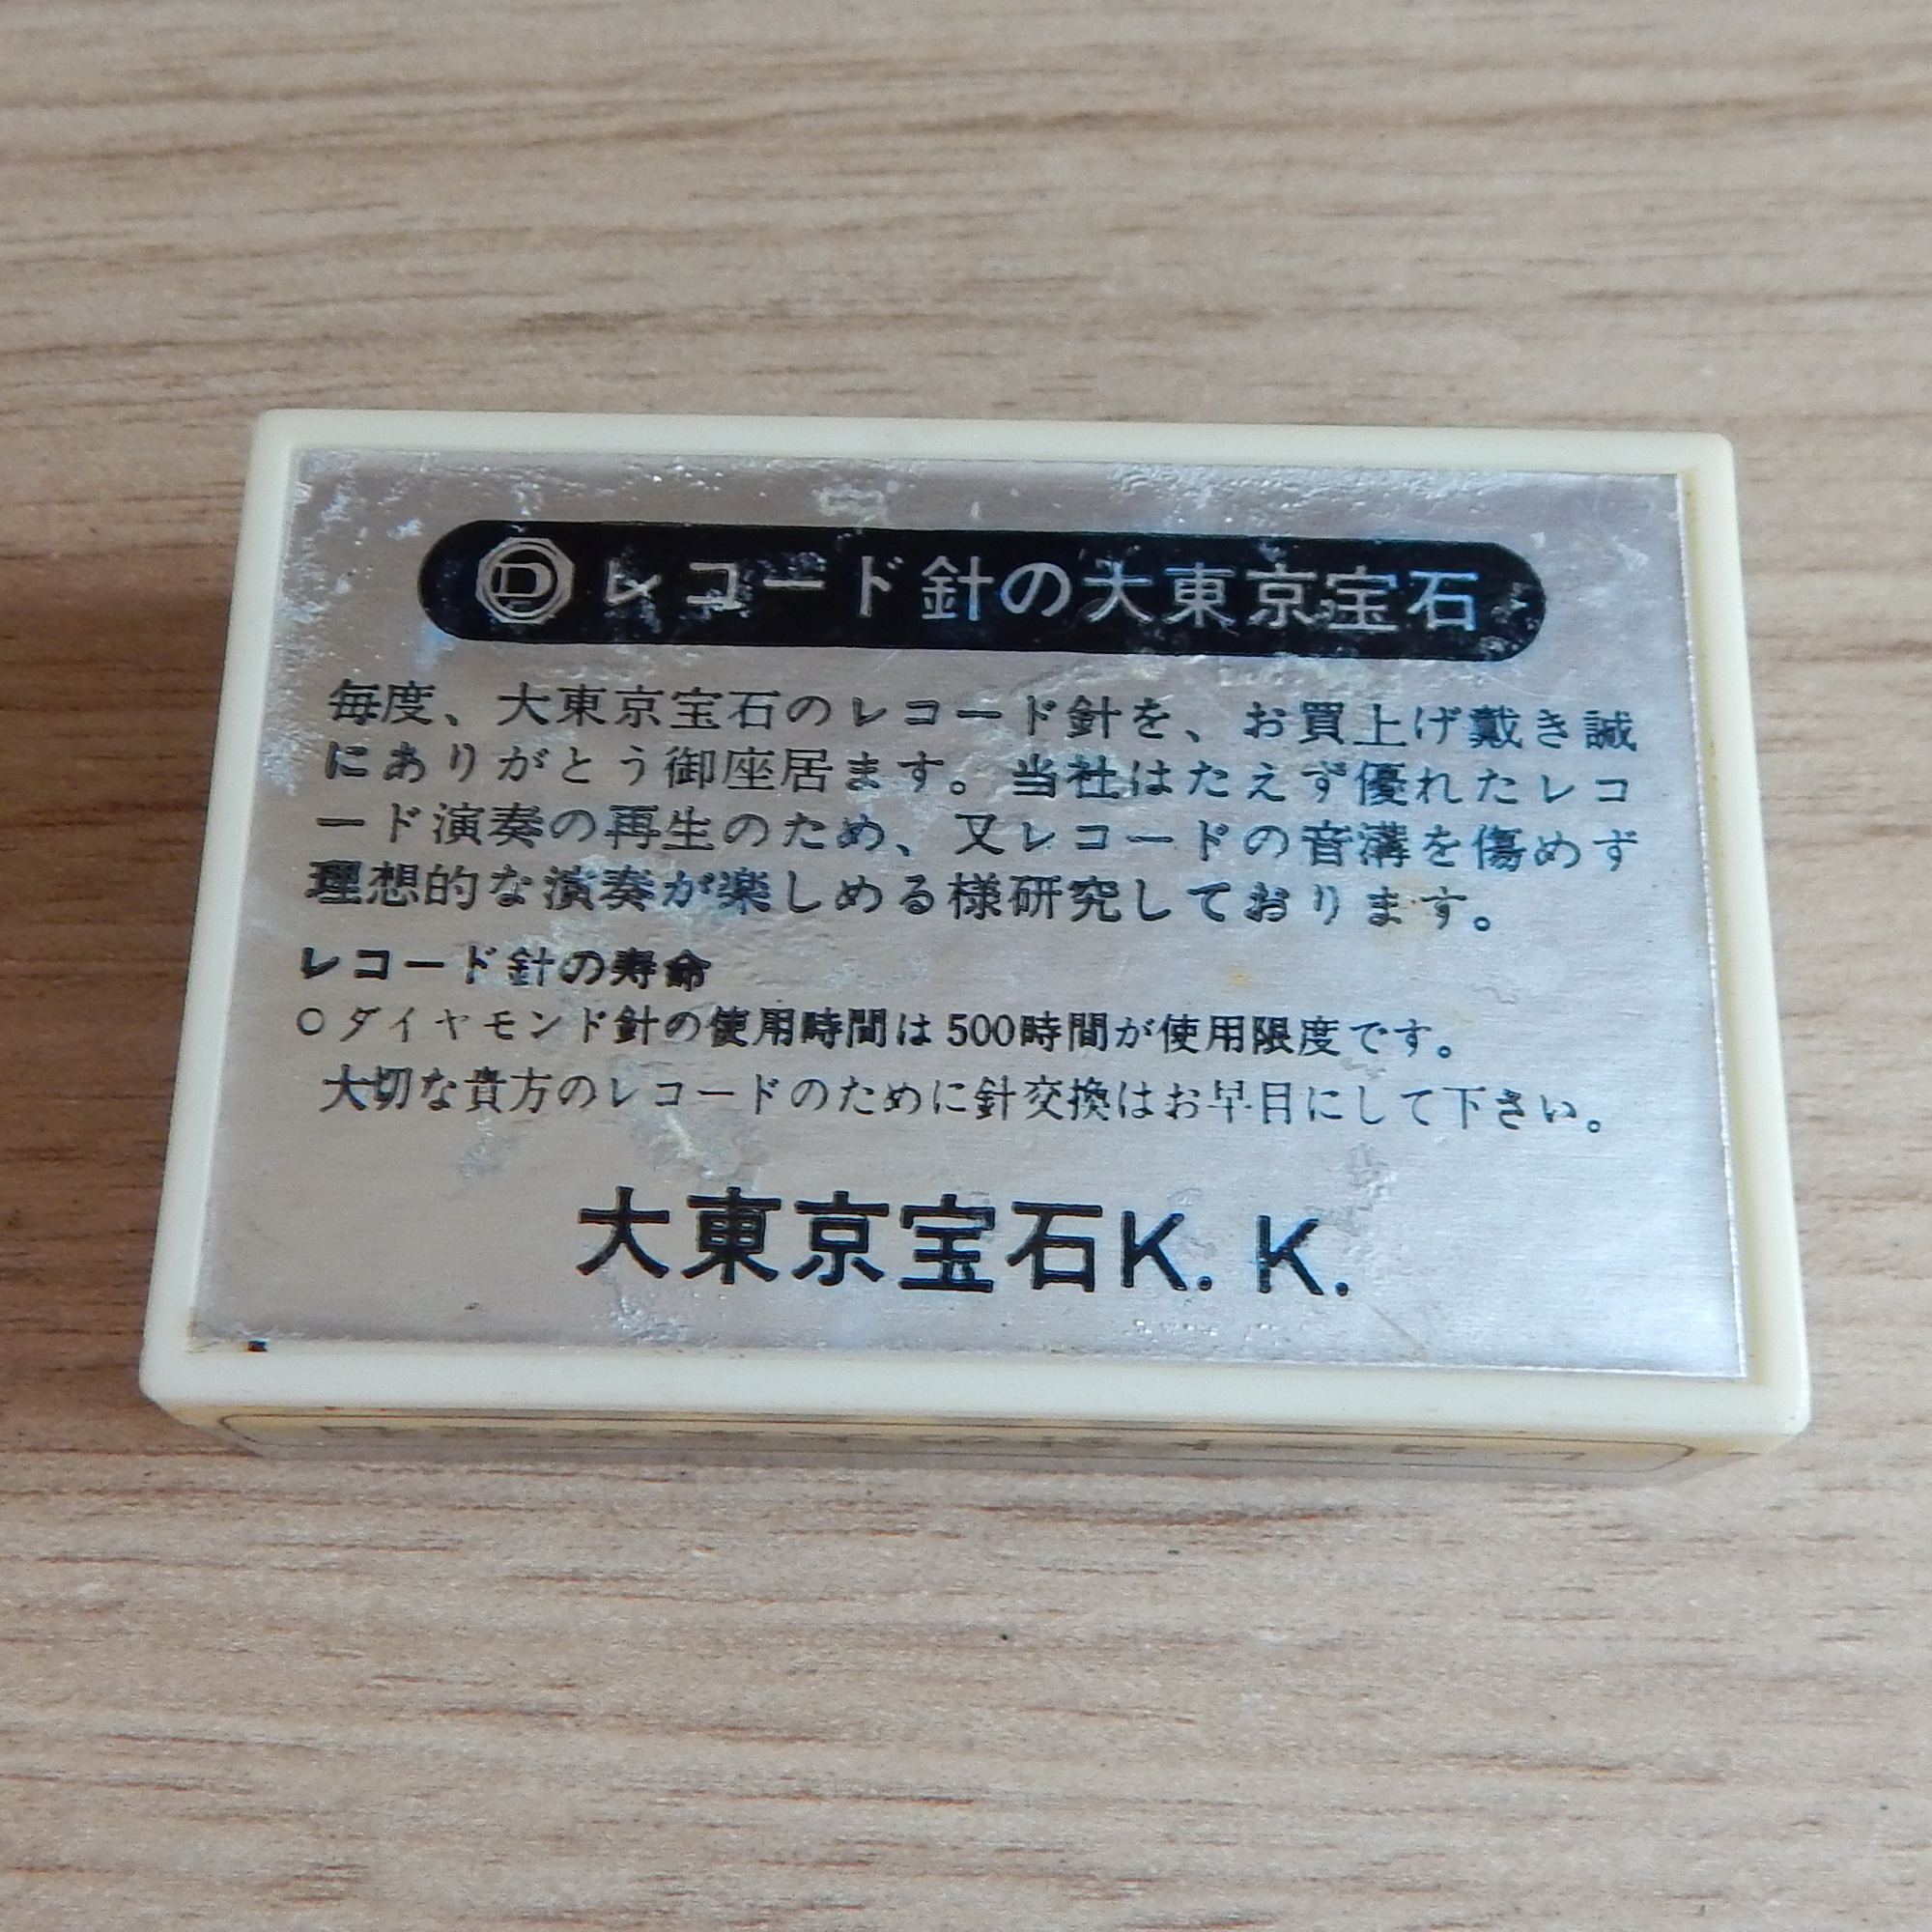 D レコード針の大東京宝石
毎度、大東京宝石のレコード針を、お買上げ戴き誠
にありがとう御座居ます。当社はたえず優れたレコ
ード演奏の再生のため、又レコードの音溝を傷めず
理想的な演奏が楽しめる様研究しております。
レコード針の寿命
○ダイヤモンド針の使用時間は500時間が使用限度です。
大切な貴方のレコードのために針交換はお早目にして下さい。
大東京宝石K. K.